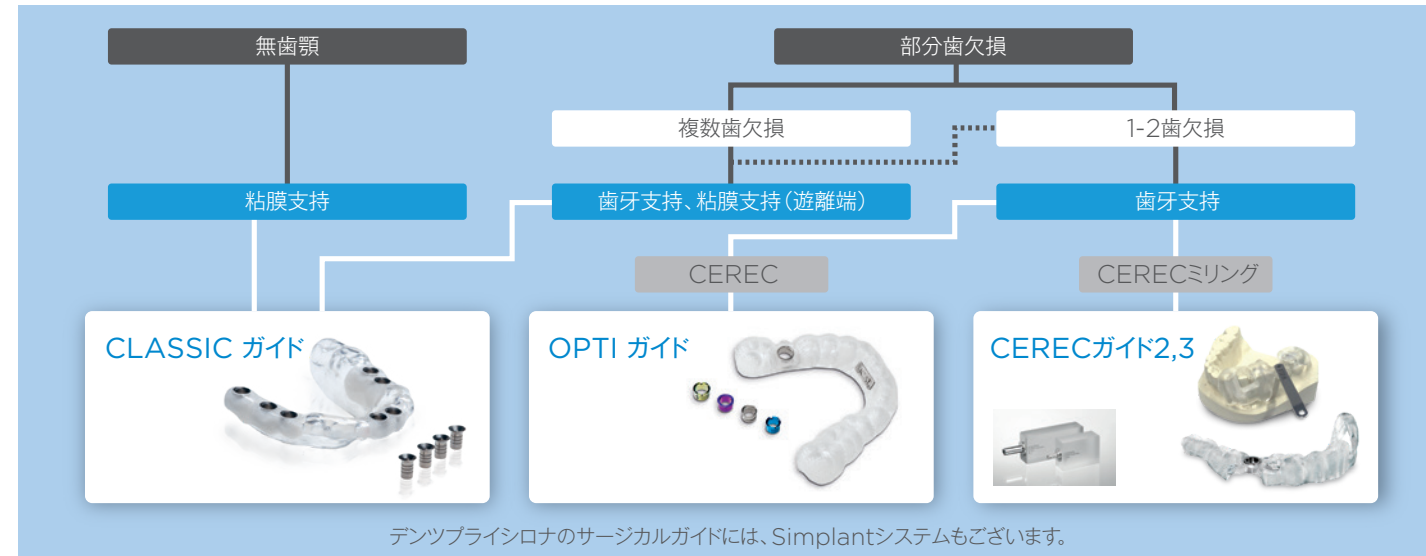 無歯顎
部分歯欠損
複数歯欠損
1-2歯欠損
粘膜支持
歯牙支持、粘膜支持（遊離端）
歯牙支持
CEREC
CERECミリング
CLASSIC ガイド
OPTI ガイド
CERECガイド2,3
デンツプライシロナのサージカルガイドには、Simplantシステムもございます。